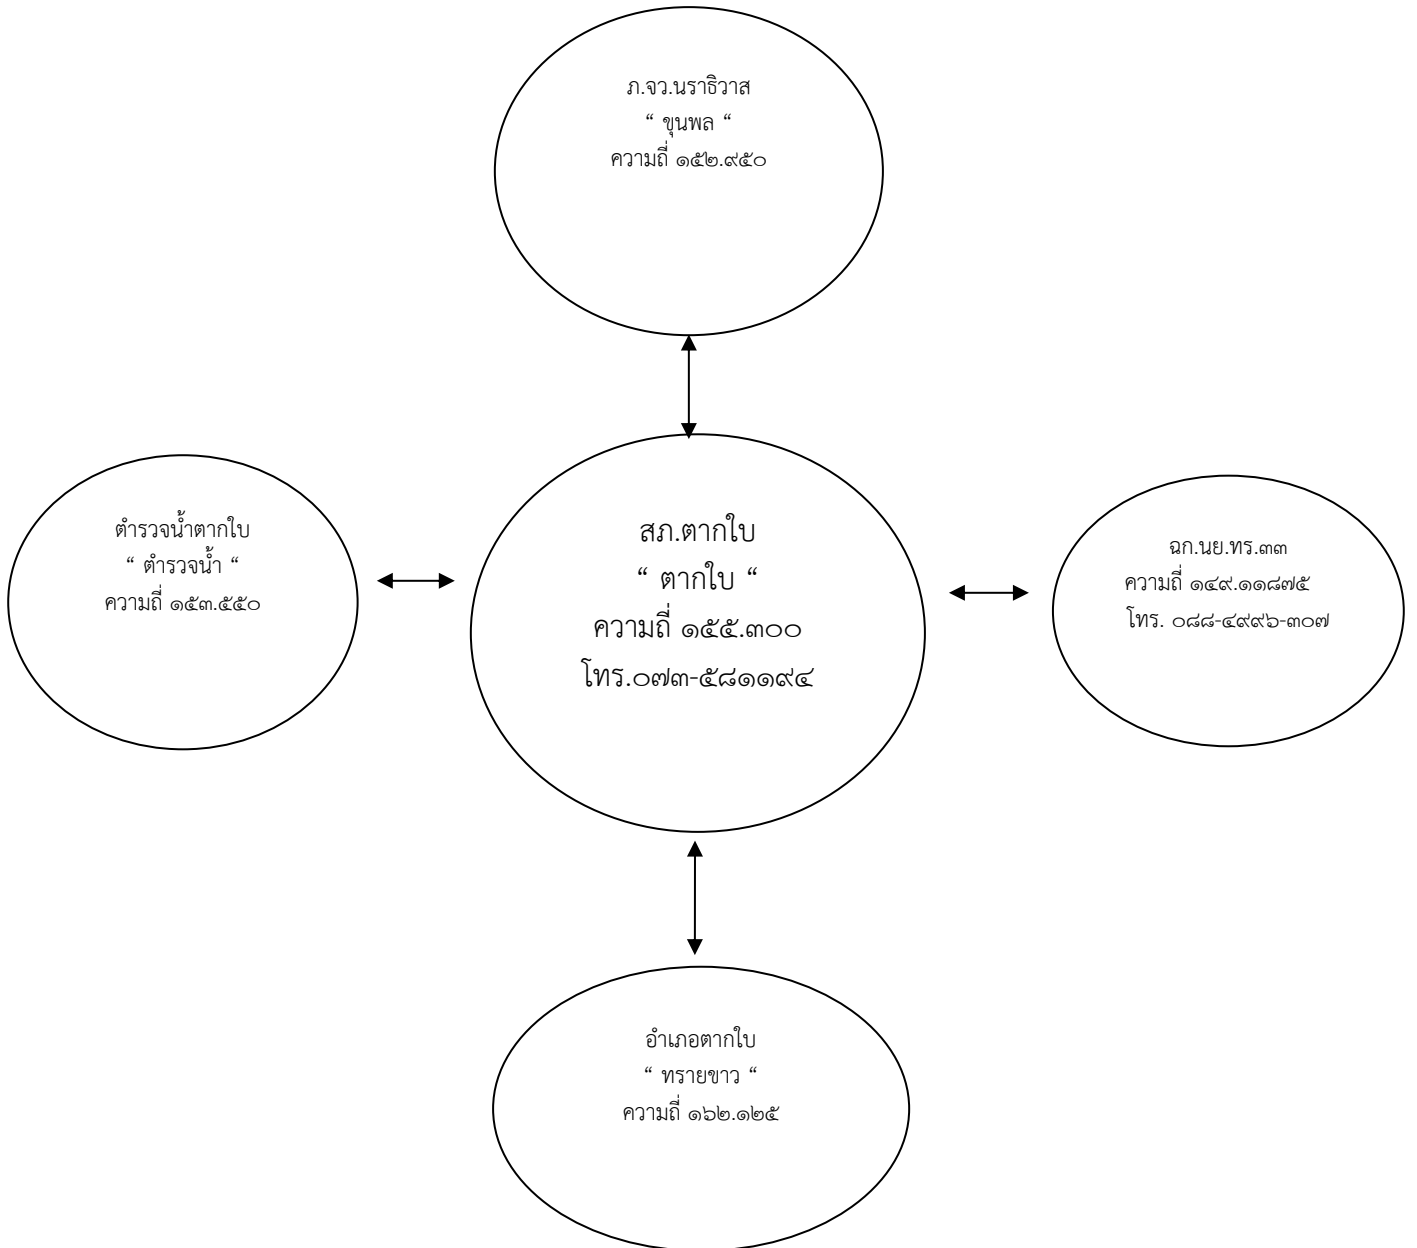 ภ.จว.นราธิวาส
“ ขุนพล “
ความถี่ ๑๕๒.๙๕๐
ตำรวจน้ำตากใบ
“ ตำรวจน้ำ “
ความถี่ ๑๕๓.๕๕๐
สภ.ตากใบ
“ ตากใบ “
ความถี่ ๑๕๕.๓๐๐
โทร.๐๗๓-๕๘๑๑๙๔
ฉก.นย.ทร.๓๓
ความถี่ ๑๔๙.๑๑๘๗๕
โทร. ๐๘๘-๔๙๙๖-๓๐๗
อำเภอตากใบ
“ ทรายขาว “
ความถี่ ๑๖๒.๑๒๕